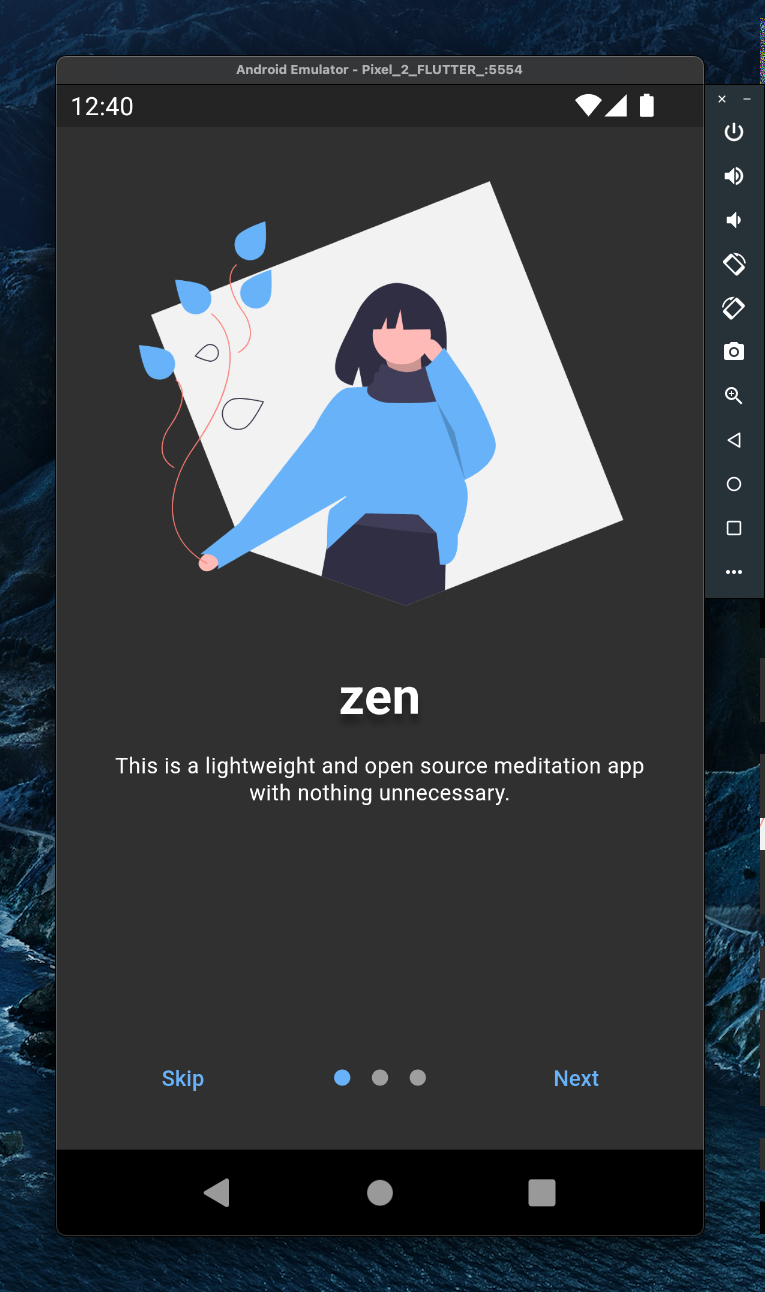 Android Emulator - Pixel_2_FLUTTER_:5554
12:40
zen
This is a lightweight and open source meditation app
with nothing unnecessary.
Skip
Next